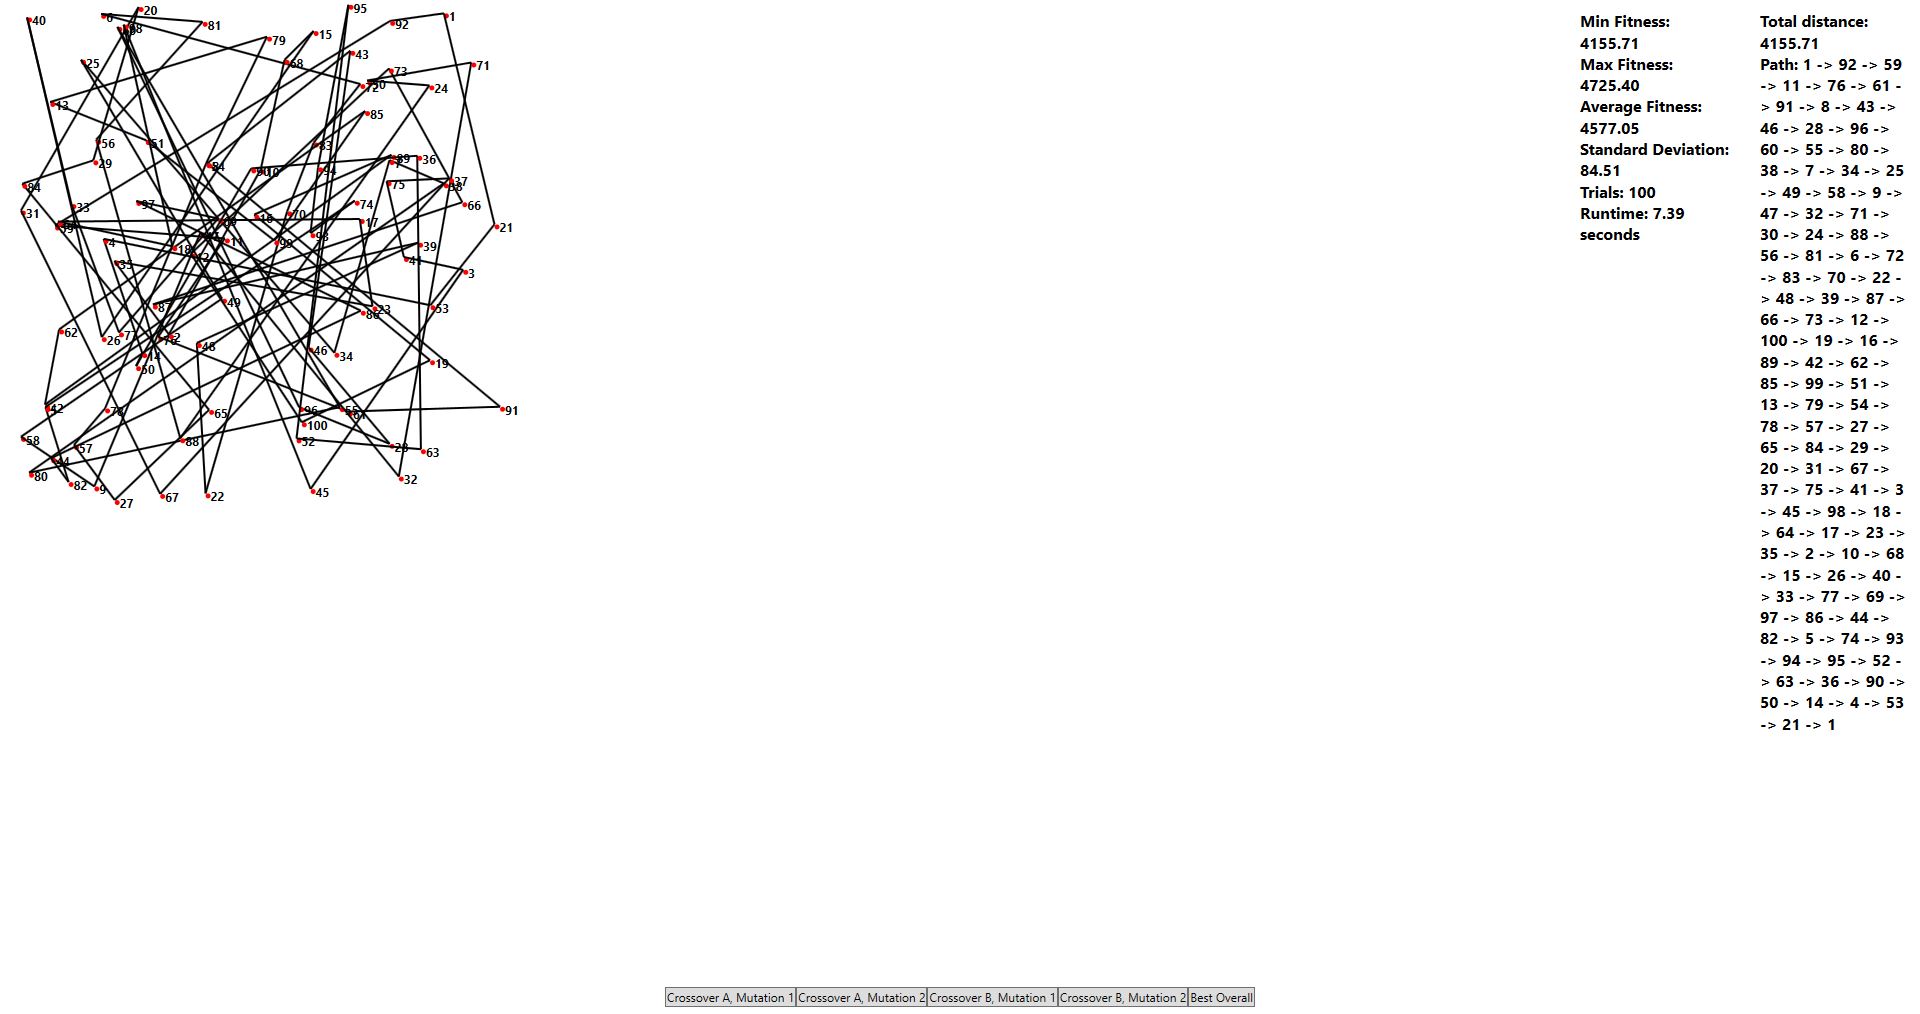 40
6
20
81
95
92
1
98
79
15
43
25
68
73
71
72
30
24
13
85
56
51
83
29
54
90
10
94
7
89
36
84
75
37
38
66
31
33
97
16
70
74
17
21
59
69
4
18
47
11
99
93
39
35
12
41
3
87
49
86
23
53
62
26
77
76
2
48
14
50
46
34
19
42
78
65
96
55
61
91
100
58
57
88
52
28
63
44
80
82
9
27
67
22
45
32
Min Fitness:
4155.71
Max Fitness:
4725.40
Average Fitness:
4577.05
Standard Deviation:
84.51
Trials: 100
Runtime: 7.39
seconds
Total distance:
4155.71
Path: 1 -> 92 -> 59
-> 11 -> 76 -> 61 -
> 91 -> 8 -> 43 ->
46 -> 28 -> 96 ->
60 -> 55 -> 80 ->
38 -> 7 -> 34 -> 25
-> 49 -> 58 -> 9 ->
47 -> 32 -> 71 ->
30 -> 24 -> 88 ->
56 -> 81 -> 6 -> 72
-> 83 -> 70 -> 22 -
> 48 -> 39 -> 87 ->
66 -> 73 -> 12 ->
100 -> 19 -> 16 ->
89 -> 42 -> 62 ->
85 -> 99 -> 51 ->
13 -> 79 -> 54 ->
78 -> 57 -> 27 ->
65 -> 84 -> 29 ->
20 -> 31 -> 67 ->
37 -> 75 -> 41 -> 3
-> 45 -> 98 -> 18 -
> 64 -> 17 -> 23 ->
35 -> 2 -> 10 -> 68
-> 15 -> 26 -> 40 -
> 33 -> 77 -> 69 ->
97 -> 86 -> 44 ->
82 -> 5 -> 74 -> 93
-> 94 -> 95 -> 52 -
> 63 -> 36 -> 90 ->
50 -> 14 -> 4 -> 53
-> 21 -> 1
Crossover A, Mutation 1
Crossover A, Mutation 2
Crossover B, Mutation 1
Crossover B, Mutation 2
Best Overall